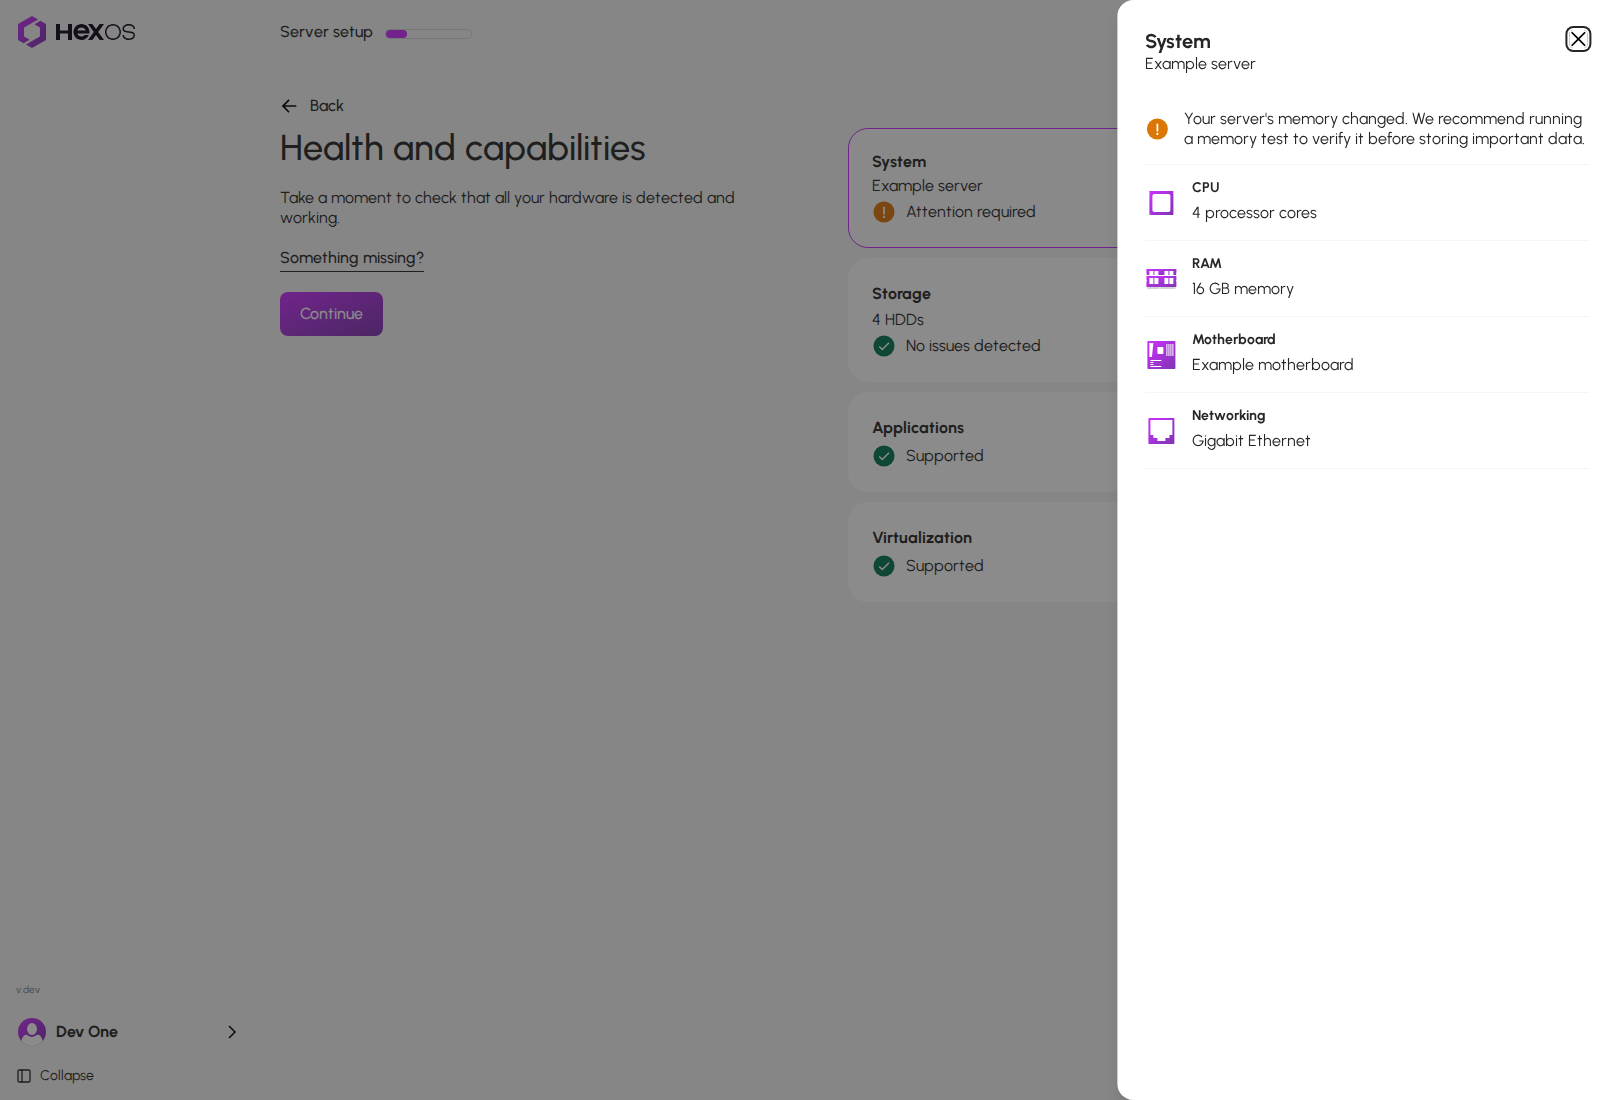 HexOS
Server setup
Back
Health and capabilities
Take a moment to check that all your hardware is detected and
working.
Something missing?
Continue
System
Example server
Attention required
Storage
4 HDDs
No issues detected
Applications
Supported
Virtualization
Supported
System
Example server
Your server's memory changed. We recommend running
a memory test to verify it before storing important data.
CPU
4 processor cores
RAM
16 GB memory
Motherboard
Example motherboard
Networking
Gigabit Ethernet
v.dev
Dev One
Collapse